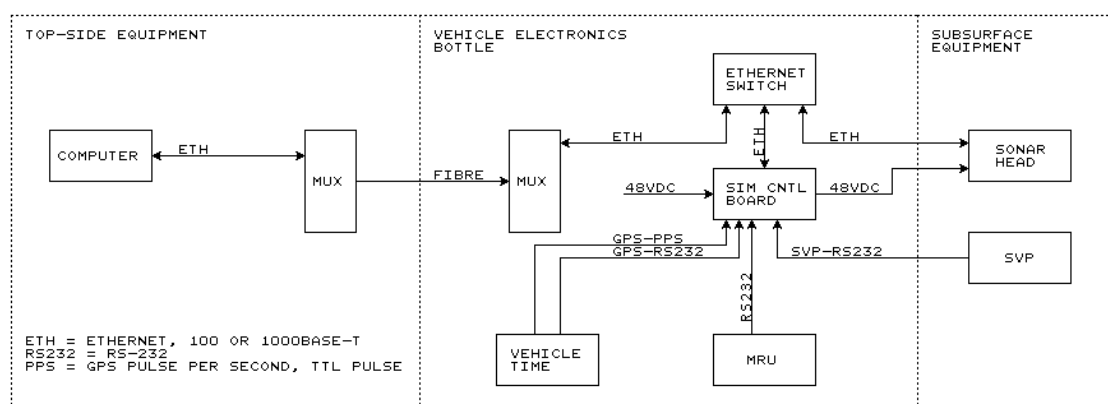 TOP-SIDE EQUIPMENT
VEHICLE ELECTRONICS
BOTTLE
SUBSURFACE
EQUIPMENT
ETHERNET
SWITCH
COMPUTER
ETH
MUX
FIBRE
MUX
ETH
ETH
ETH
SONAR
HEAD
48VDC
SIM CNTL
BOARD
48VDC
GPS-PPS
GPS-RS232
SVP-RS232
SVP
RS232
VEHICLE
TIME
MRU
ETH = ETHERNET, 100 OR 1000BASE-T
RS232 = RS-232
PPS = GPS PULSE PER SECOND, TTL PULSE